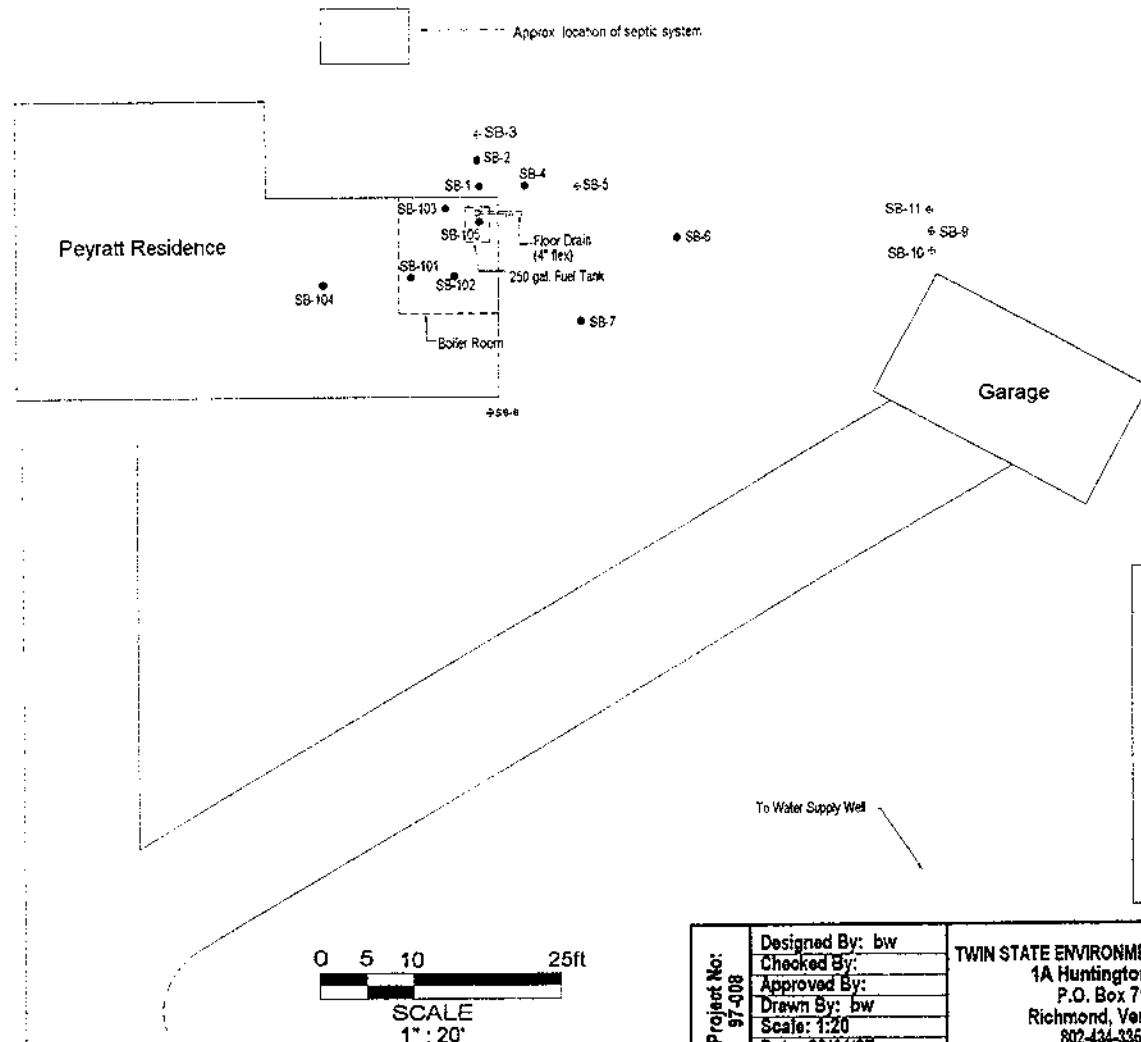 Approx. location of septic system
SB-3
SB-2
SB-1
SB-4
SB-5
SB-103
SB-105
SB-11
SB-9
SB-10
Peyratt Residence
Floor Drain
(4" flex)
SB-6
250 gal. Fuel Tank
SB-101
SB-102
SB-104
SB-7
Boiler Room
Garage
SB-8
To Water Supply Well
0 5 10 25ft
SCALE
1" : 20'
Project No:
97-008
Designed By: bw
Checked By:
Approved By:
Drawn By: bw
Scale: 1:20
TWIN STATE ENVIRONME
1A Huntingto
P.O. Box 7
Richmond, Ver